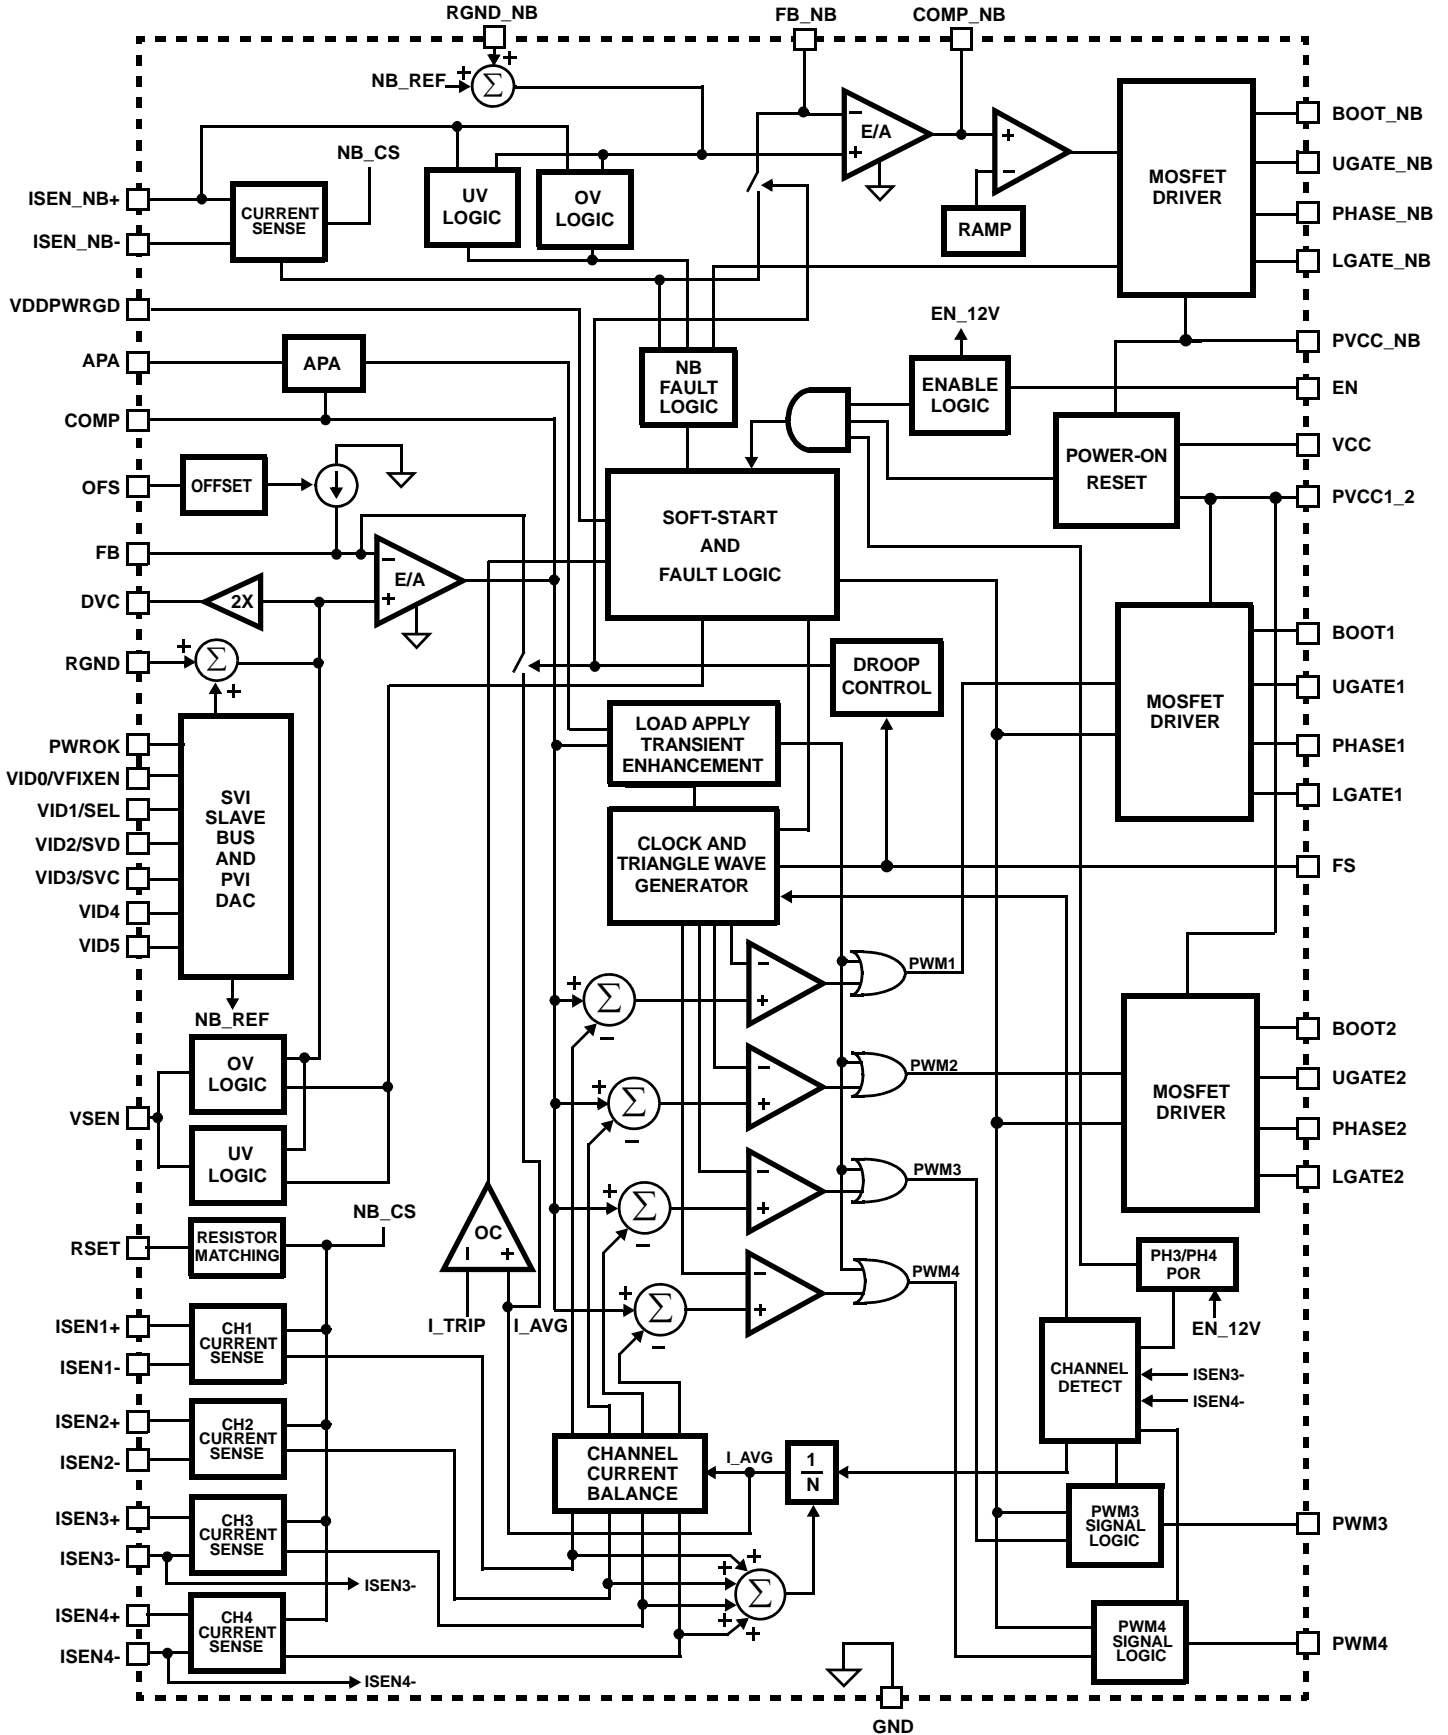 RGND_NB
FB_NB
COMP_NB
NB_REF
+
+
Σ
NB_CS
ISEN_NB+
ISEN_NB-
CURRENT
SENSE
UV
LOGIC
OV
LOGIC
−
E/A
+
+
−
RAMP
MOSFET
DRIVER
BOOT_NB
UGATE_NB
PHASE_NB
LGATE_NB
VDDPWRGD
APA
APA
COMP
NB
FAULT
LOGIC
EN_12V
ENABLE
LOGIC
PVCC_NB
EN
POWER-ON
RESET
VCC
PVCC1_2
OFS
OFFSET
FB
DVC
2X
−
E/A
+
SOFT-START
AND
FAULT LOGIC
RGND
+
Σ
+
DROOP
CONTROL
MOSFET
DRIVER
BOOT1
UGATE1
PHASE1
LGATE1
PWROK
VID0/VFIXEN
VID1/SEL
VID2/SVD
VID3/SVC
VID4
VID5
SVI
SLAVE
BUS
AND
PVI
DAC
NB_REF
LOAD APPLY
TRANSIENT
ENHANCEMENT
CLOCK AND
TRIANGLE WAVE
GENERATOR
FS
+
Σ
−
−
+
PWM1
+
Σ
−
−
+
PWM2
+
Σ
−
−
+
PWM3
+
Σ
−
−
+
PWM4
MOSFET
DRIVER
BOOT2
UGATE2
PHASE2
LGATE2
VSEN
OV
LOGIC
UV
LOGIC
RSET
RESISTOR
MATCHING
NB_CS
OC
−
+
I_TRIP
I_AVG
PH3/PH4
POR
EN_12V
CHANNEL
DETECT
ISEN3-
ISEN4-
ISEN1+
ISEN1-
CH1
CURRENT
SENSE
ISEN2+
ISEN2-
CH2
CURRENT
SENSE
ISEN3+
ISEN3-
CH3
CURRENT
SENSE
ISEN3-
ISEN4+
ISEN4-
CH4
CURRENT
SENSE
ISEN4-
CHANNEL
CURRENT
BALANCE
I_AVG
1
N
+
+
Σ
+
+
PWM3
SIGNAL
LOGIC
PWM3
PWM4
SIGNAL
LOGIC
PWM4
GND